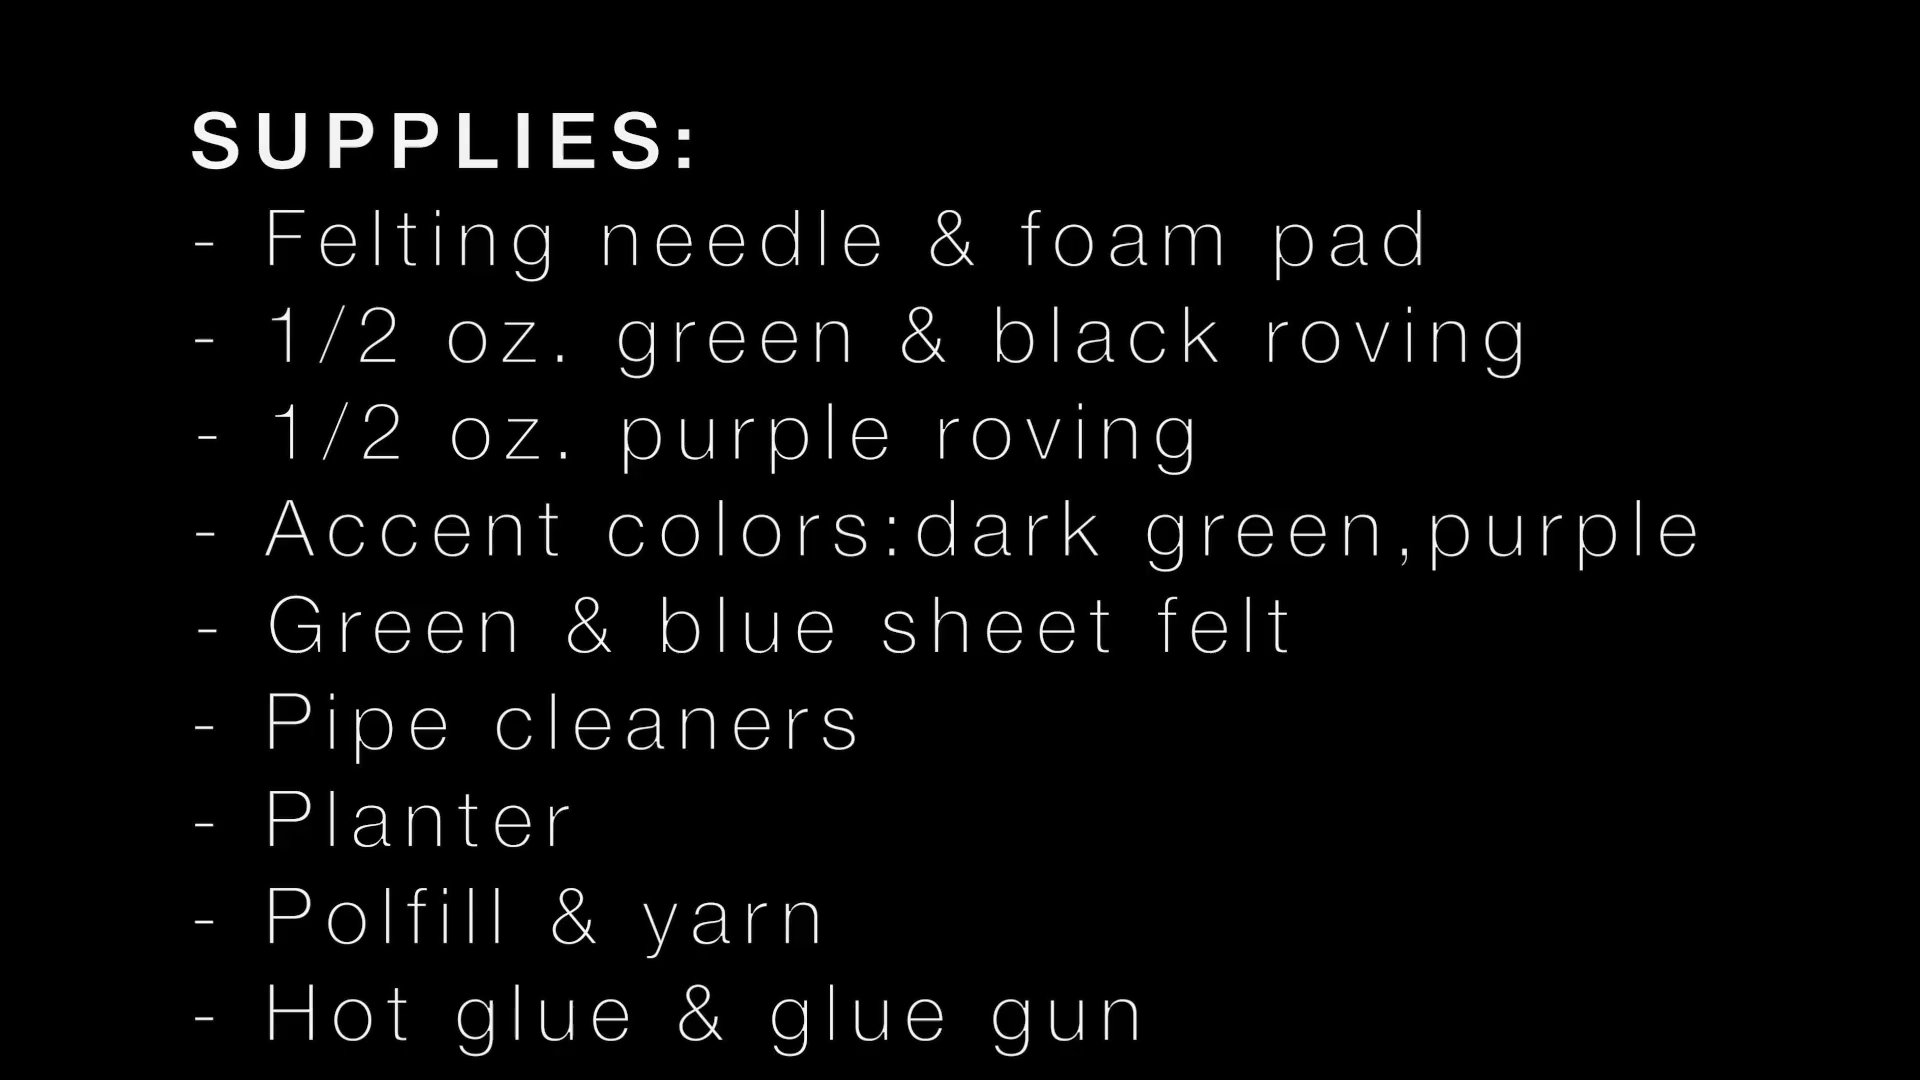 SUPPLIES:
- Felting needle & foam pad
- 1/2 oz. green & black roving
- 1/2 oz. purple roving
- Accent colors:dark green,purple
- Green & blue sheet felt
- Pipe cleaners
- Planter
- Polfill & yarn
- Hot glue & glue gun